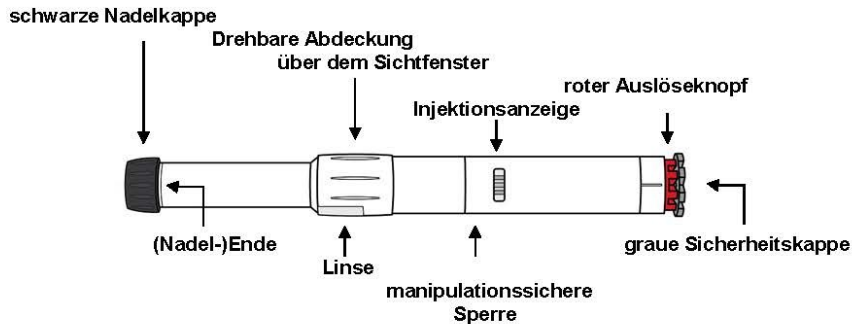 schwarze Nadelkappe
Drehbare Abdeckung
über dem Sichtfenster
roter Auslöseknopf
Injektionsanzeige
(Nadel-)Ende
Linse
graue Sicherheitskappe
manipulationssichere
Sperre